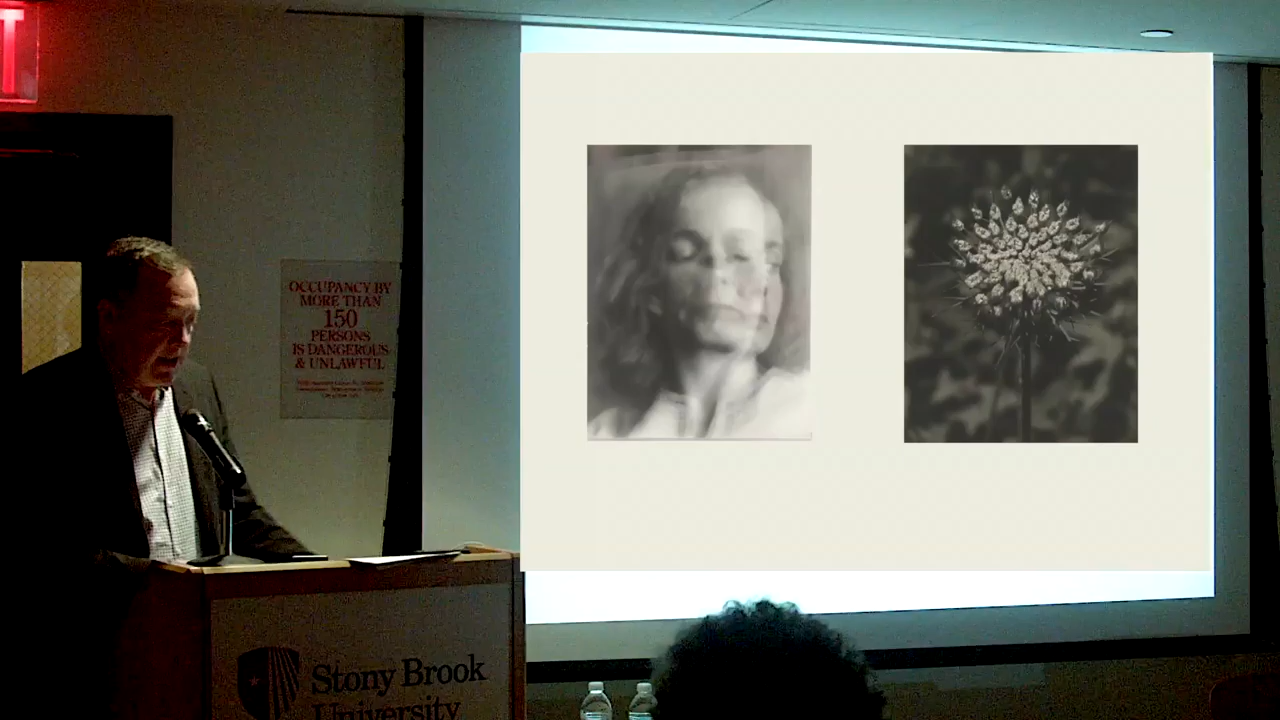 T
OCCUPANCY BY
MORE THAN
150
PERSONS
IS DANGEROUS
& UNLAWFUL
Stony Brook
University